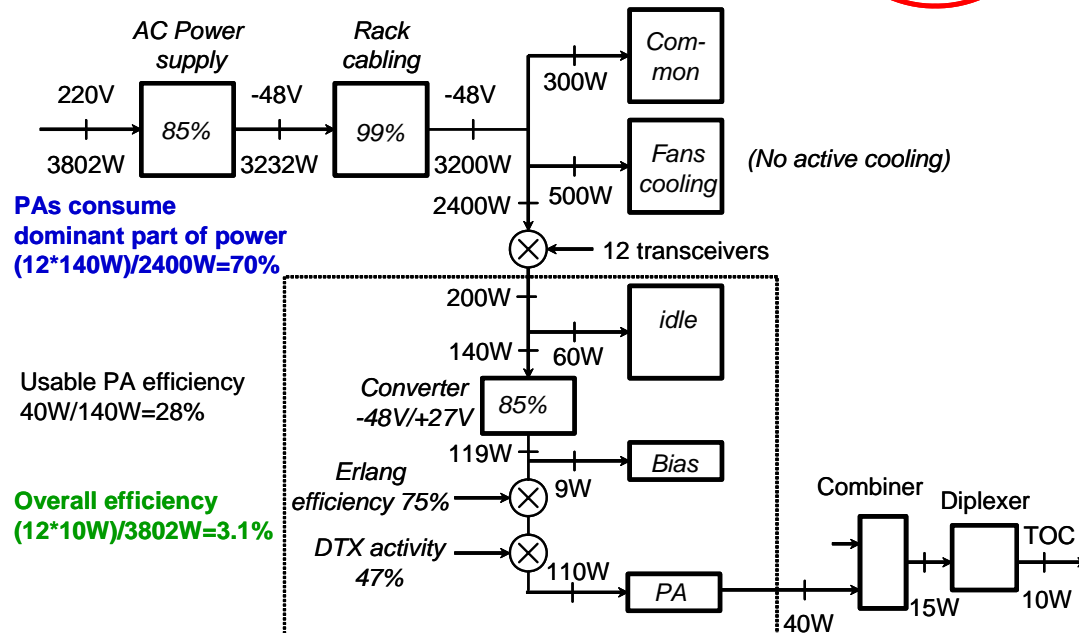 AC Power
supply
Rack
cabling
Com-
mon
300W
220V
-48V
-48V
85%
99%
3802W
3232W
3200W
Fans
cooling
(No active cooling)
500W
2400W
PAs consume
dominant part of power
(12*140W)/2400W=70%
12 transceivers
200W
idle
140W
60W
Usable PA efficiency
40W/140W=28%
Converter
-48V/+27V
85%
119W
Bias
9W
Erlang
efficiency 75%
Overall efficiency
(12*10W)/3802W=3.1%
DTX activity
47%
110W
PA
40W
Combiner
Diplexer
TOC
15W
10W